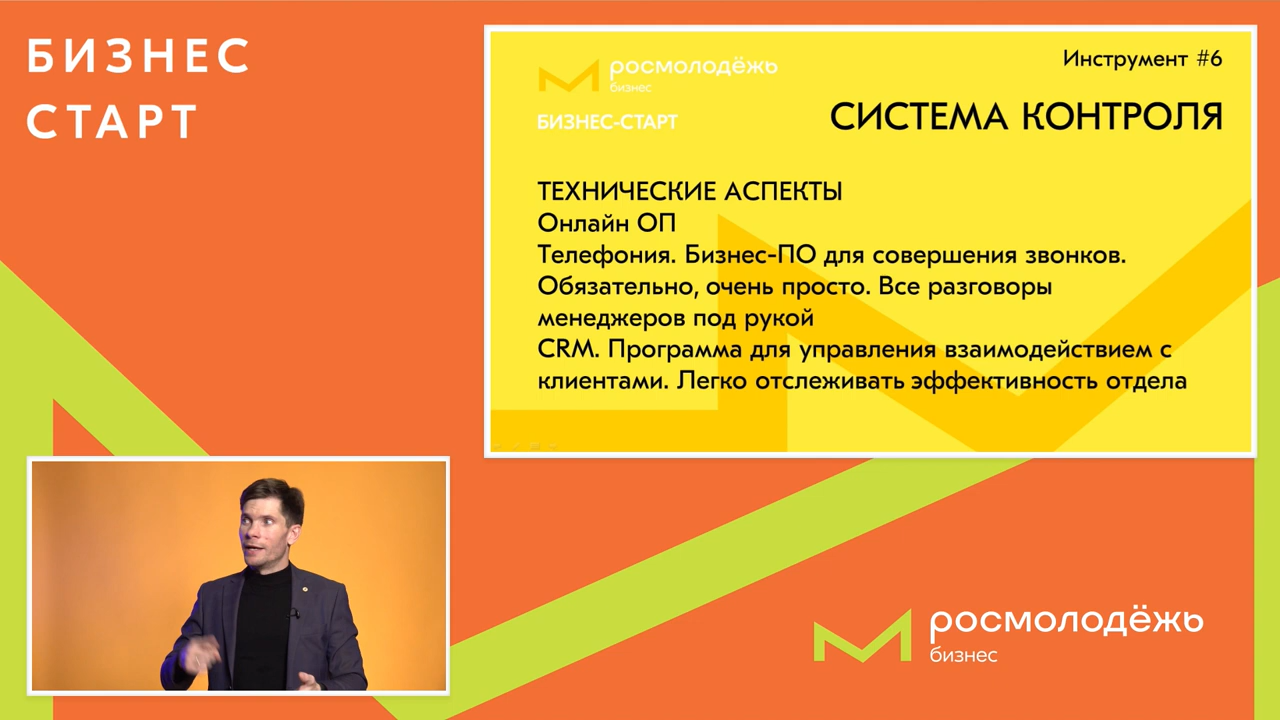 БИЗНЕС
СТАРТ
росмолодёжь
бизнес
БИЗНЕС-СТАРТ
Инструмент #6
СИСТЕМА КОНТРОЛЯ
ТЕХНИЧЕСКИЕ АСПЕКТЫ
Онлайн ОП
Телефония. Бизнес-ПО для совершения звонков.
Обязательно, очень просто. Все разговоры
менеджеров под рукой
CRM. Программа для управления взаимодействием с
клиентами. Легко отслеживать эффективность отдела
росмолодёжь
бизнес